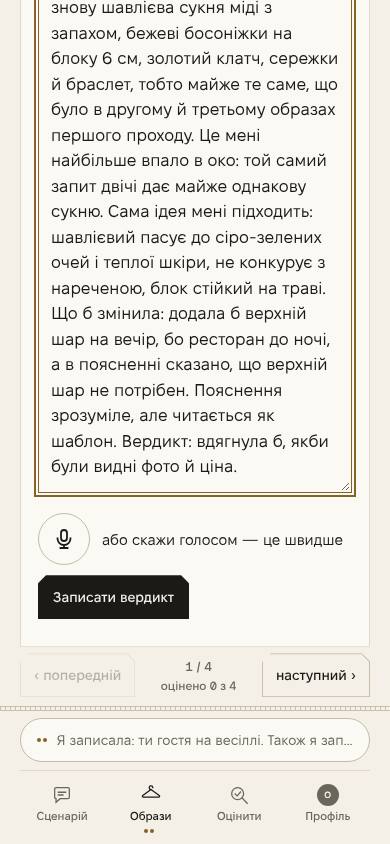 знову шавлієва сукня міді з
запахом, бежеві босоніжки на
блоку 6 см, золотий клатч, сережки
й браслет, тобто майже те саме, що
було в другому й третьому образах
першого проходу. Це мені
найбільше впало в око: той самий
запит двічі дає майже однакову
сукню. Сама ідея мені підходить:
шавлієвий пасує до сіро-зелених
очей і теплої шкіри, не конкурує з
нареченою, блок стійкий на траві.
Що б змінила: додала б верхній
шар на вечір, бо ресторан до ночі,
а в поясненні сказано, що верхній
шар не потрібен. Пояснення
зрозуміле, але читається як
шаблон. Вердикт: вдягнула б, якби
були видні фото й ціна.
або скажи голосом — це швидше
Записати вердикт
‹ попередній
1 / 4
оцінено 0 з 4
наступний ›
Я записала: ти гостя на весіллі. Також я зап...
Сценарій
Образи
Оцінити
О
Профіль